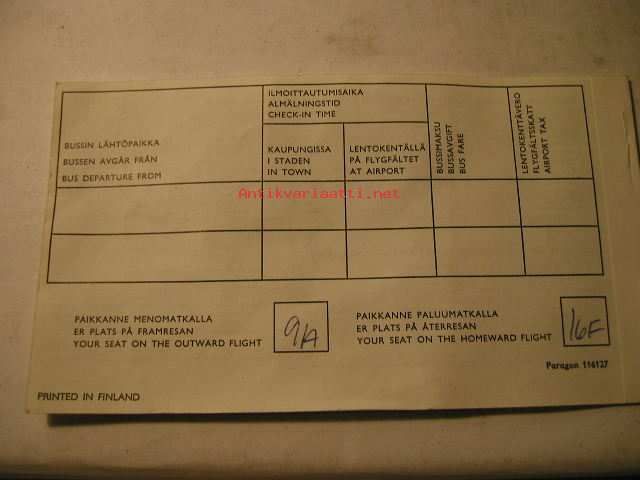 BUSSIN LÄHTÖPAIKKA
BUSSEN AVGÅR FRÅN
BUS DEPARTURE FROM
ILMOITTAUTUMISAIKA
ALMÄLNINGSTID
CHECK-IN TIME
KAUPUNGISSA
I STADEN
IN TOWN
LENTOKENTÄLLÄ
PÅ FLYGFÄLTET
AT AIRPORT
BUSSIMAKSU
BUSSAVGIFT
BUS FARE
LENTOKENTTÄVERO
FLYGFÄLTSSKATT
AIRPORT TAX
Antikvariaatti.net
PAIKKANNE MENOMATKALLA
ER PLATS PÅ FRAMRESAN
YOUR SEAT ON THE OUTWARD FLIGHT
9A
PAIKKANNE PALUUMATKALLA
ER PLATS PÅ ÅTERRESAN
YOUR SEAT ON THE HOMEWARD FLIGHT
16F
Paragon 116127
PRINTED IN FINLAND